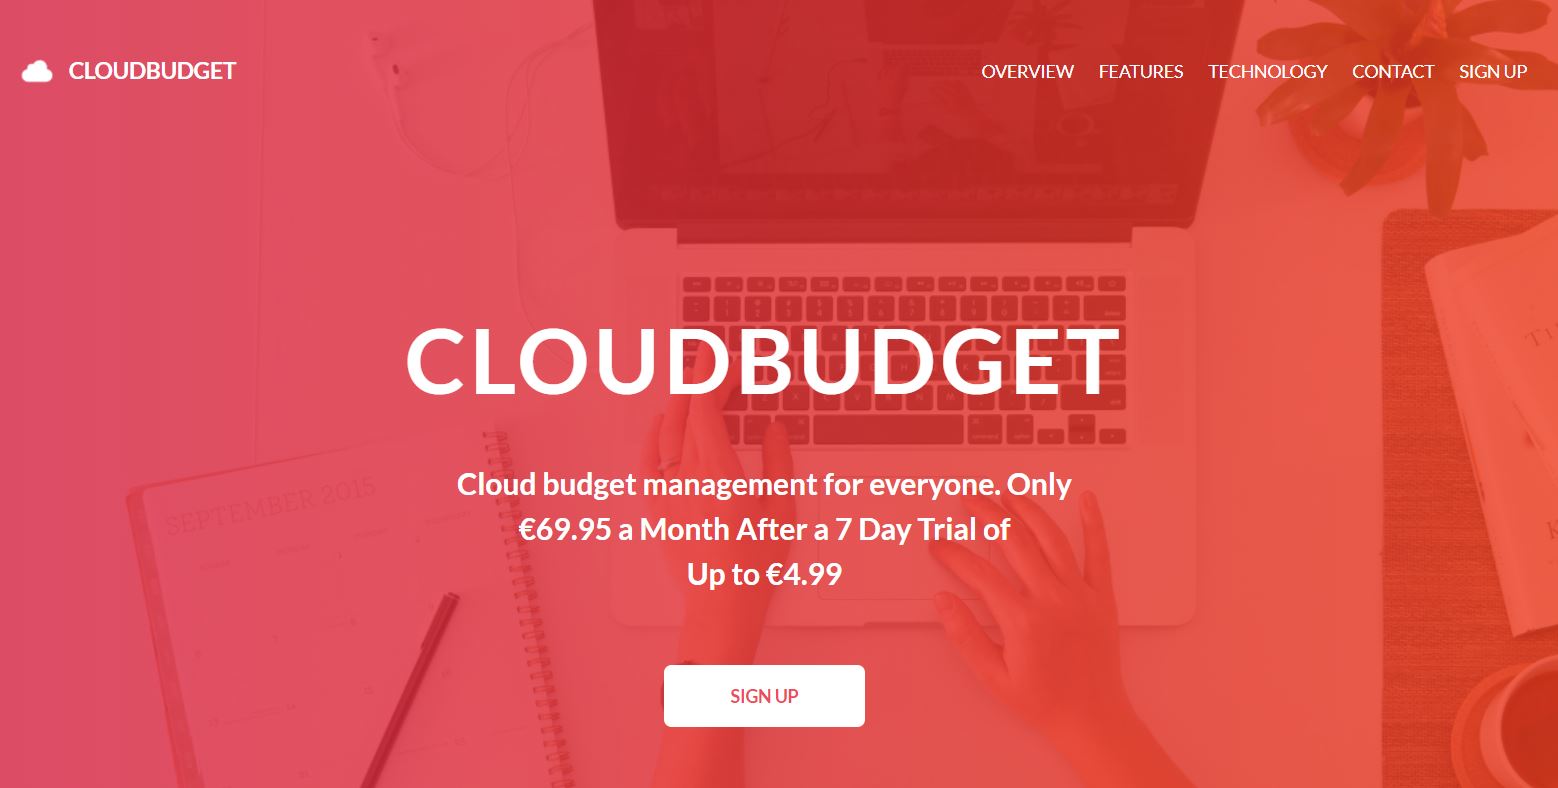 CLOUDBUDGET
OVERVIEW FEATURES TECHNOLOGY CONTACT SIGN UP
CLOUDBUDGET
Cloud budget management for everyone. Only
€69.95 a Month After a 7 Day Trial of
Up to €4.99
SEPTEMBER 2015
SIGN UP